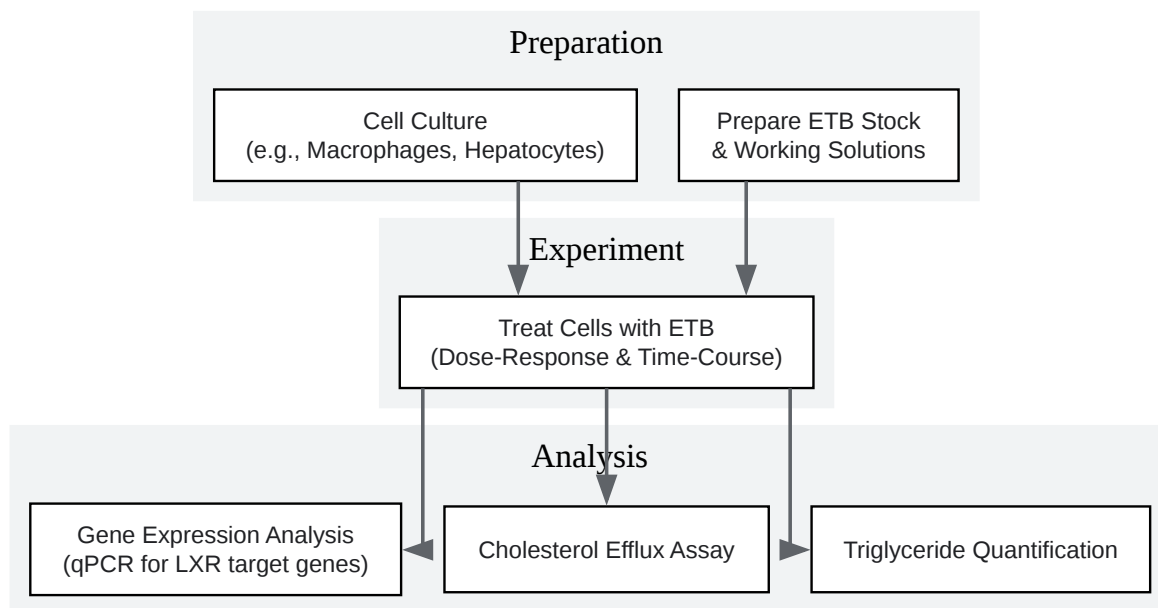 Preparation
Cell Culture
(e.g., Macrophages, Hepatocytes)
Prepare ETB Stock
& Working Solutions
Experiment
Treat Cells with ETB
(Dose-Response & Time-Course)
Analysis
Gene Expression Analysis
(qPCR for LXR target genes)
Cholesterol Efflux Assay
Triglyceride Quantification